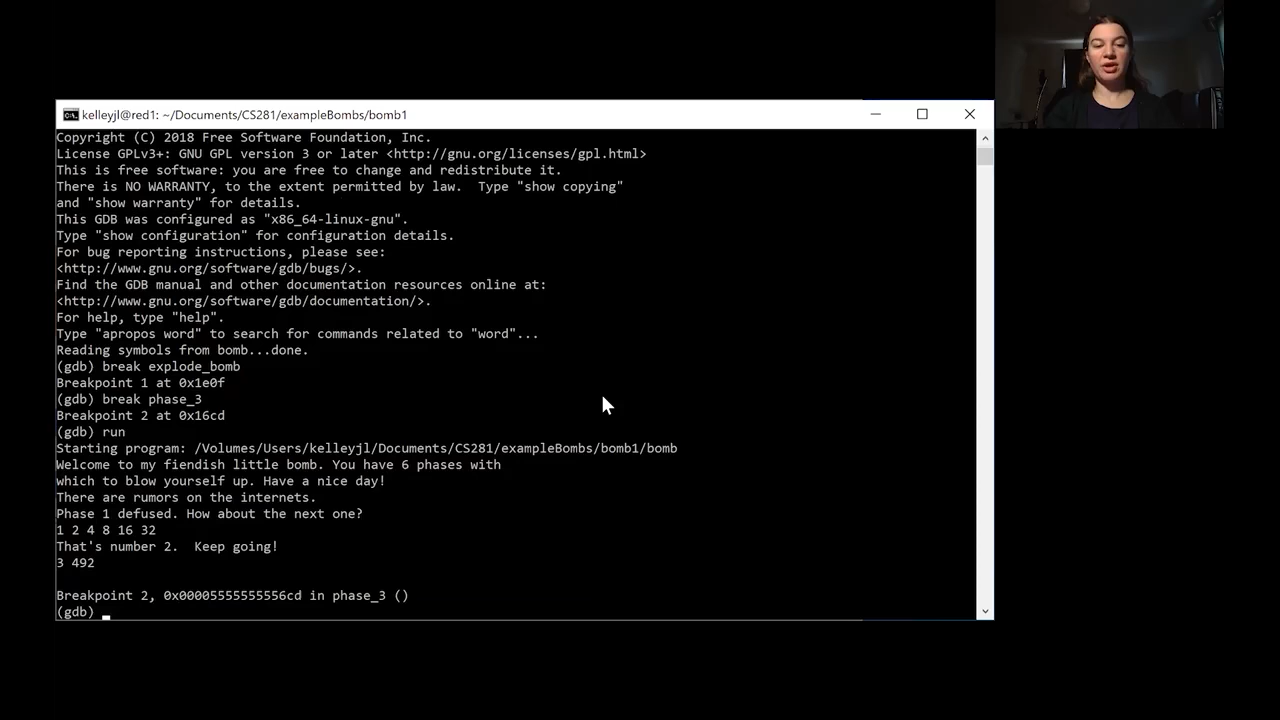 kelleyjl@red1: ~/Documents/CS281/exampleBombs/bomb1
Copyright (C) 2018 Free Software Foundation, Inc.
License GPLv3+: GNU GPL version 3 or later <http://gnu.org/licenses/gpl.html>
This is free software: you are free to change and redistribute it.
There is NO WARRANTY, to the extent permitted by law.  Type "show copying"
and "show warranty" for details.
This GDB was configured as "x86_64-linux-gnu".
Type "show configuration" for configuration details.
For bug reporting instructions, please see:
<http://www.gnu.org/software/gdb/bugs/>.
Find the GDB manual and other documentation resources online at:
<http://www.gnu.org/software/gdb/documentation/>.
For help, type "help".
Type "apropos word" to search for commands related to "word"...
Reading symbols from bomb...done.
(gdb) break explode_bomb
Breakpoint 1 at 0x1e0f
(gdb) break phase_3
Breakpoint 2 at 0x16cd
(gdb) run
Starting program: /Volumes/Users/kelleyjl/Documents/CS281/exampleBombs/bomb1/bomb
Welcome to my fiendish little bomb. You have 6 phases with
which to blow yourself up. Have a nice day!
There are rumors on the internets.
Phase 1 defused. How about the next one?
1 2 4 8 16 32
That's number 2.  Keep going!
3 492
Breakpoint 2, 0x00005555555556cd in phase_3 ()
(gdb)